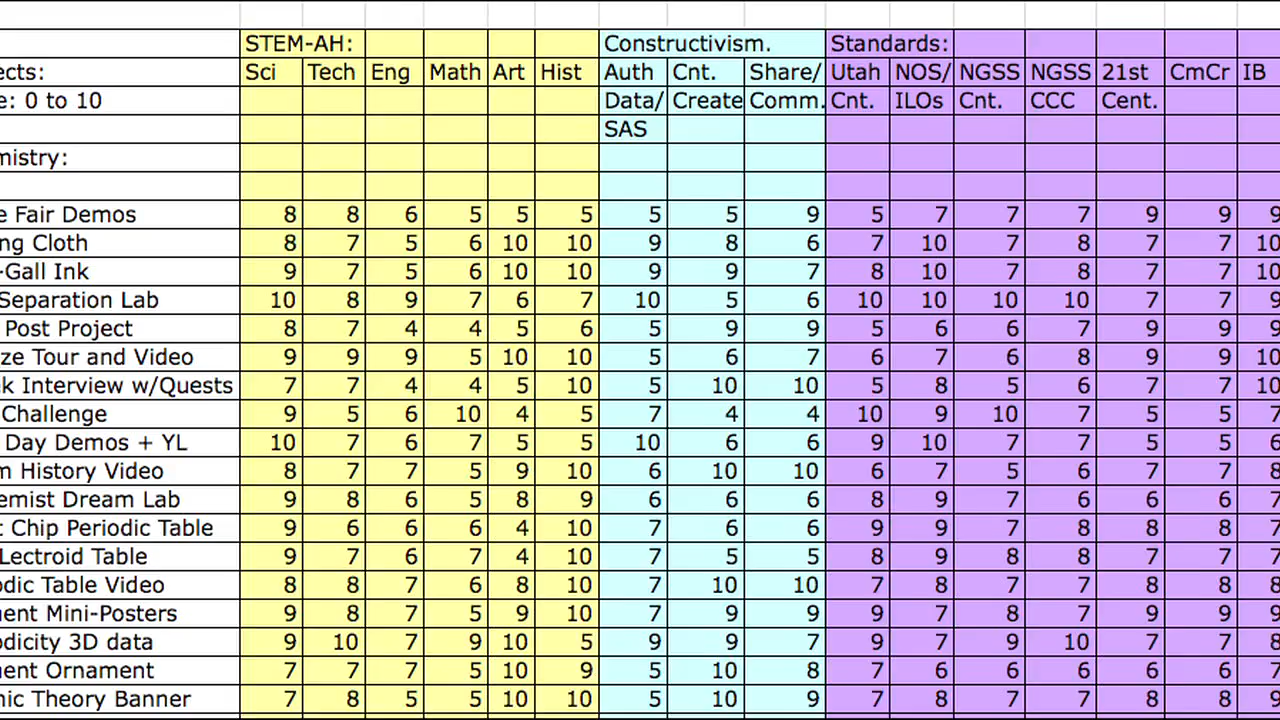 STEM-AH: Constructivism. Standards:
ects: Sci Tech Eng Math Art Hist Auth Cnt. Share/ Utah NOS/ NGSS NGSS 21st CmCr IB
e: 0 to 10 Data/ Create Comm. Cnt. ILOs Cnt. CCC Cent.
SAS
mistry:
e Fair Demos 8 8 6 5 5 5 5 5 9 5 7 7 7 9 9 9
ng Cloth 8 7 5 6 10 10 9 8 6 7 10 7 8 7 7 10
-Gall Ink 9 7 5 6 10 10 9 9 7 8 10 7 8 7 7 10
Separation Lab 10 8 9 7 6 7 10 5 6 10 10 10 10 7 7 9
Post Project 8 7 4 4 5 6 5 9 9 5 6 6 7 9 9 9
ze Tour and Video 9 9 9 5 10 10 5 6 7 6 7 6 8 9 9 10
k Interview w/Quests 7 7 4 4 5 10 5 10 10 5 8 5 6 7 7 10
Challenge 9 5 6 10 4 5 7 4 4 10 9 10 7 5 5 7
Day Demos + YL 10 7 6 7 5 5 10 6 6 9 10 7 7 5 5 6
m History Video 8 7 7 5 9 10 6 10 10 6 7 5 6 7 7 8
emist Dream Lab 9 8 6 5 8 9 6 6 6 8 9 7 6 6 6 7
t Chip Periodic Table 9 6 6 6 4 10 7 6 6 9 9 7 8 8 8 7
Lectroid Table 9 7 6 7 4 10 7 5 5 8 9 8 8 7 7 7
odic Table Video 8 8 7 6 8 10 7 10 10 7 8 7 7 8 8 8
ent Mini-Posters 9 8 7 5 9 10 7 9 9 9 7 8 7 9 9 9
odicity 3D data 9 10 7 9 10 5 9 9 7 9 7 9 10 7 7 8
ent Ornament 7 7 7 5 10 9 5 10 8 7 6 6 6 6 6 7
nic Theory Banner 7 8 5 5 10 10 5 10 9 7 8 7 7 8 8 9